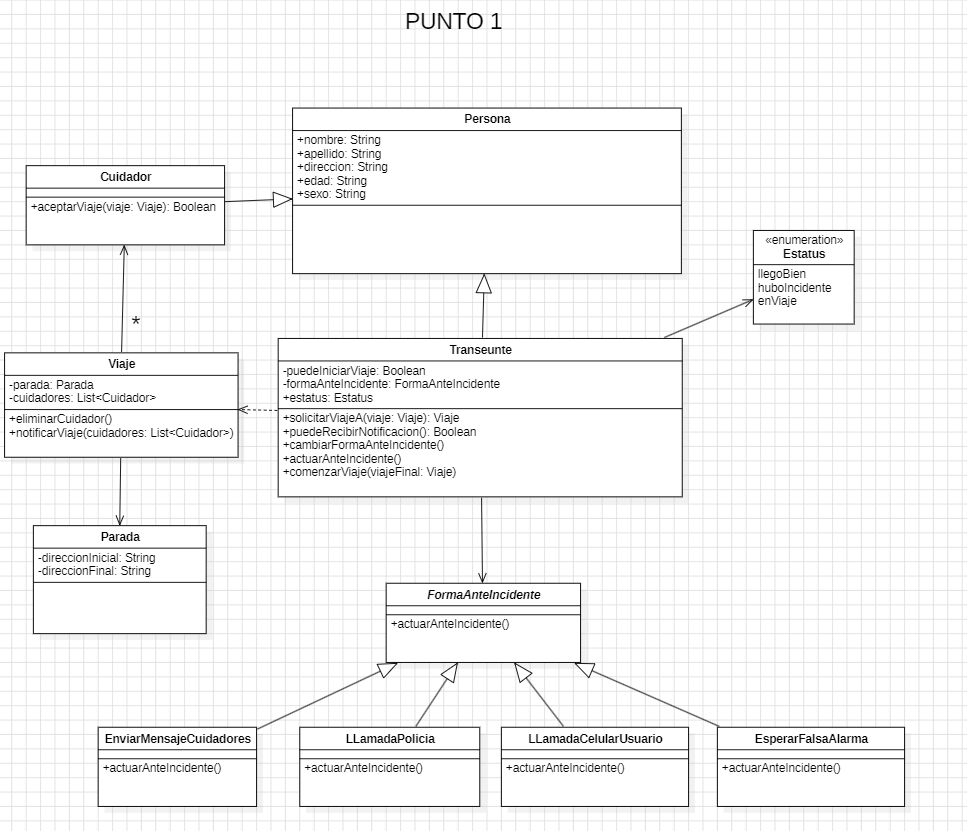 PUNTO 1
Persona
+nombre: String
+apellido: String
+direccion: String
+edad: String
+sexo: String
Cuidador
+aceptarViaje(viaje: Viaje): Boolean
«enumeration»
Estatus
llegoBien
huboIncidente
enViaje
*
Viaje
-parada: Parada
-cuidadores: List<Cuidador>
+eliminarCuidador()
+notificarViaje(cuidadores: List<Cuidador>)
Transeunte
-puedeIniciarViaje: Boolean
-formaAnteIncidente: FormaAnteIncidente
+estatus: Estatus
+solicitarViajeA(viaje: Viaje): Viaje
+puedeRecibirNotificacion(): Boolean
+cambiarFormaAnteIncidente()
+actuarAnteIncidente()
+comenzarViaje(viajeFinal: Viaje)
Parada
-direccionInicial: String
-direccionFinal: String
FormaAnteIncidente
+actuarAnteIncidente()
EnviarMensajeCuidadores
+actuarAnteIncidente()
LLamadaPolicia
+actuarAnteIncidente()
LLamadaCelularUsuario
+actuarAnteIncidente()
EsperarFalsaAlarma
+actuarAnteIncidente()